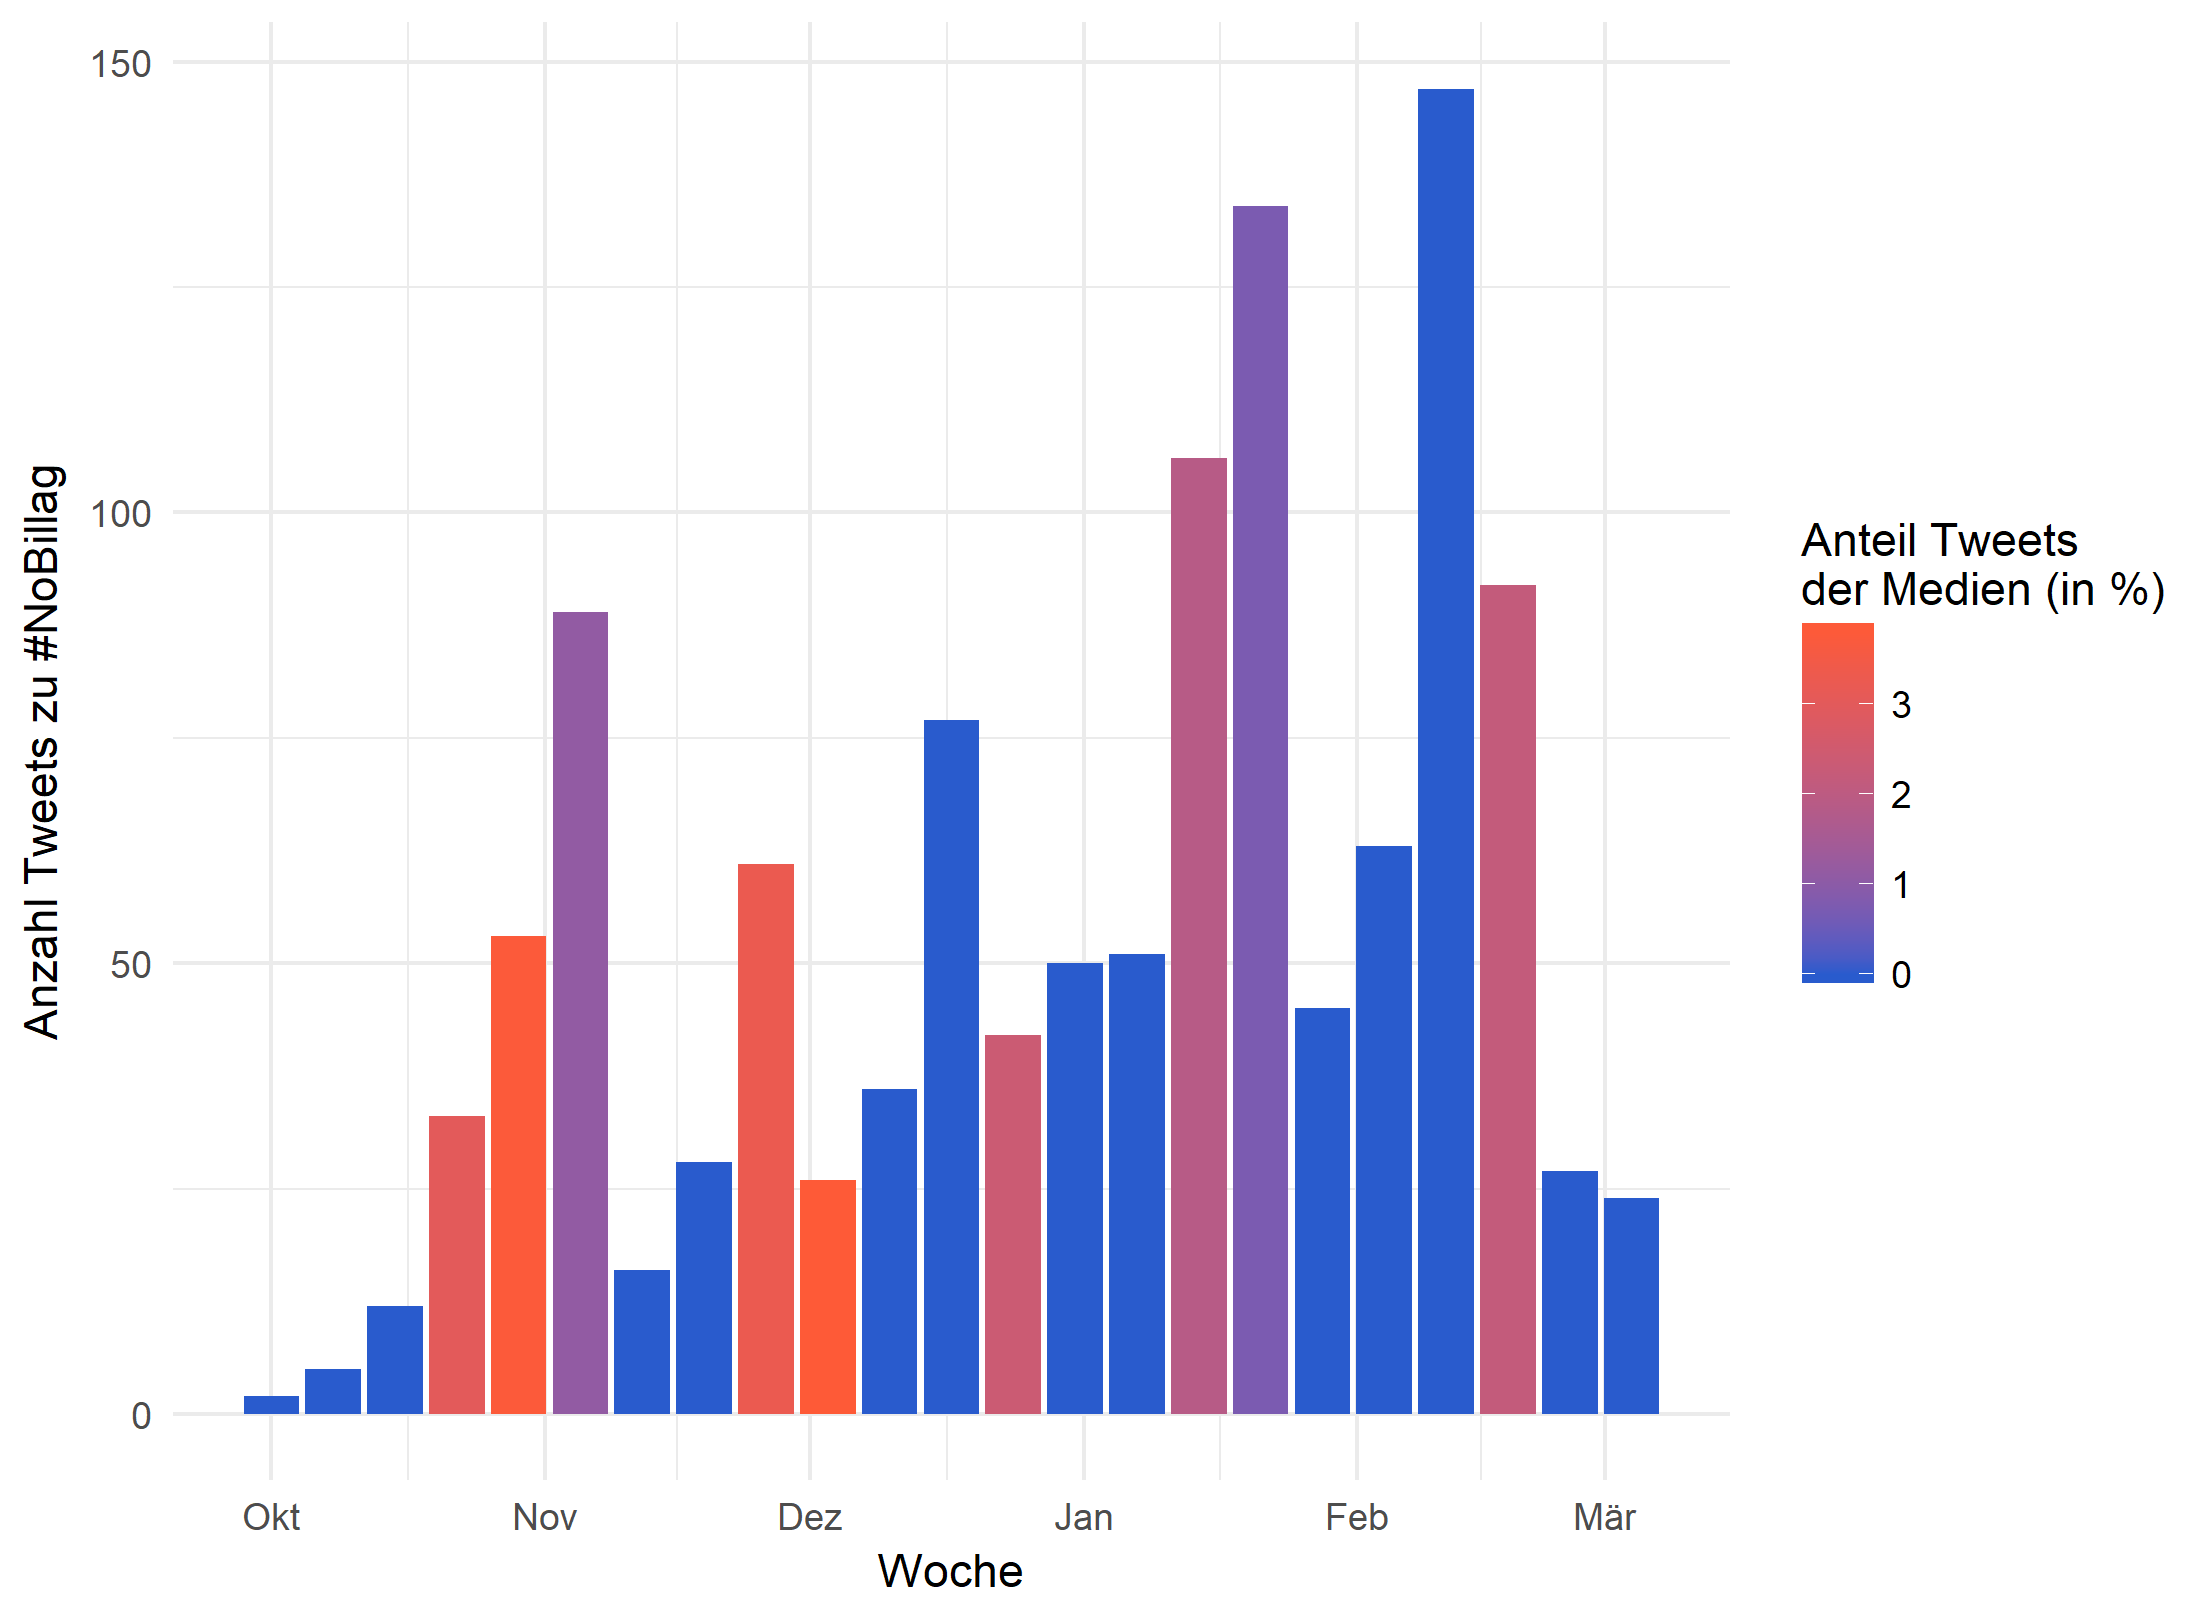 Anzahl Tweets zu #NoBillag
150
100
50
0
Okt Nov Dez Jan Feb Mär
Woche
Anteil Tweets
der Medien (in %)
3
2
1
0